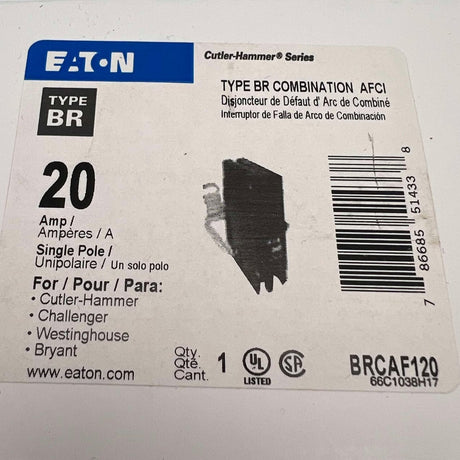 EATON
Cutler-Hammer® Series
TYPE BR
TYPE BR COMBINATION AFCI
Disjoncteur de Défaut d' Arc de Combiné
Interruptor de Falla de Arco de Combinación
20
Amp /
Ampères / A
Single Pole /
Unipolaire / Un solo polo
For / Pour / Para:
• Cutler-Hammer
• Challenger
• Westinghouse
• Bryant
www.eaton.com
Qty.
Qté.
Cant.
1
UL
LISTED
SA
7 86685 51433 8
BRCAF120
66C1038H17